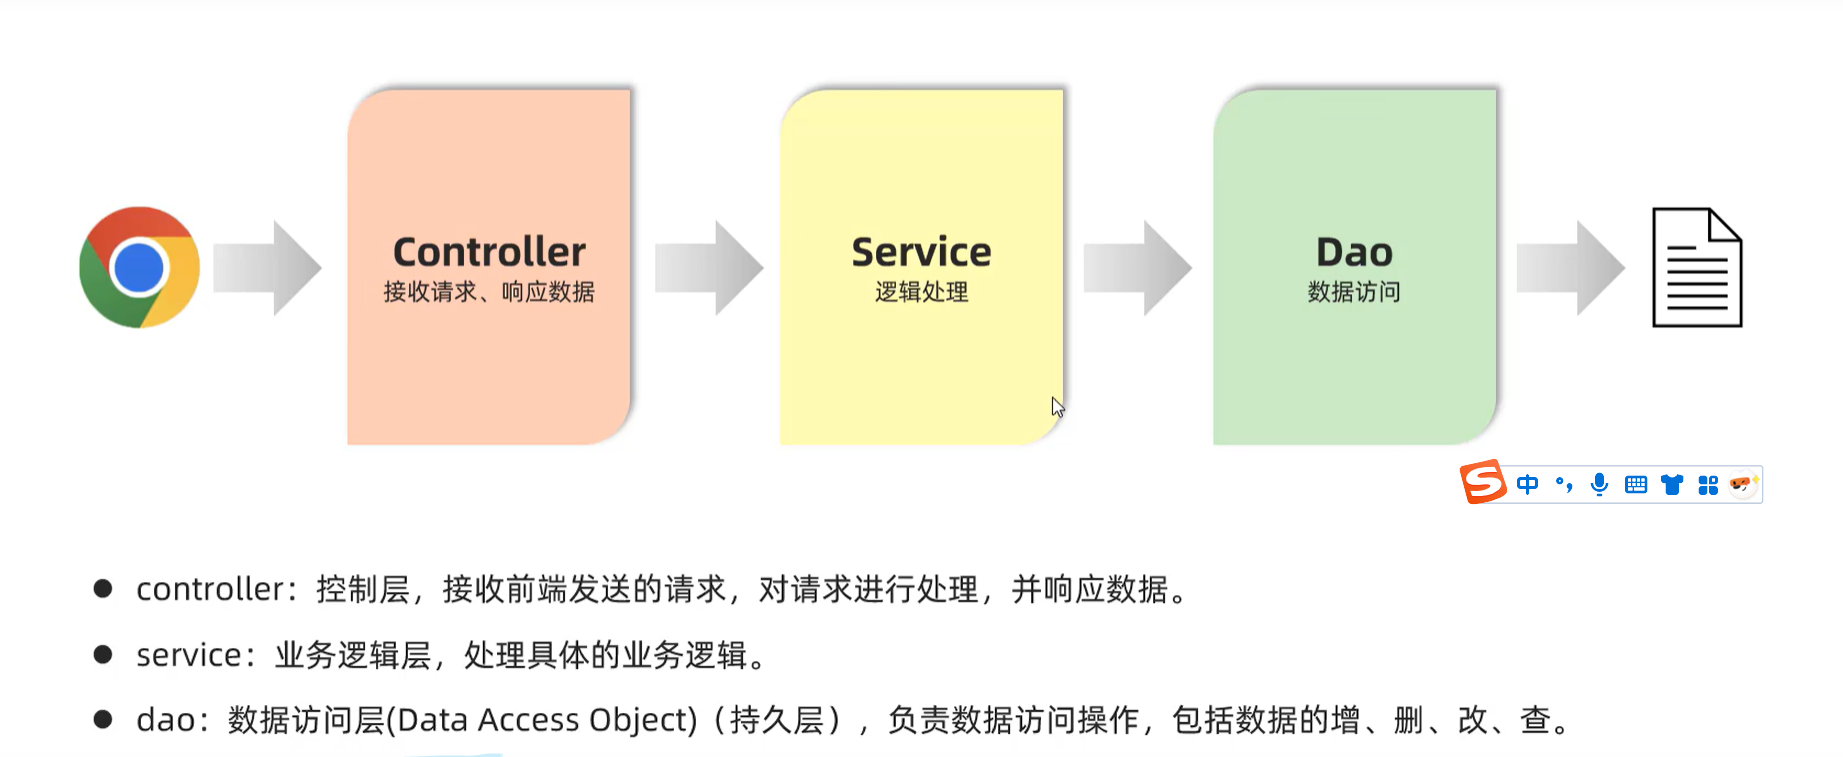 Controller
接收请求、响应数据
Service
逻辑处理
Dao
数据访问
中
controller：控制层，接收前端发送的请求，对请求进行处理，并响应数据。
service：业务逻辑层，处理具体的业务逻辑。
dao：数据访问层(Data Access Object)（持久层），负责数据访问操作，包括数据的增、删、改、查。